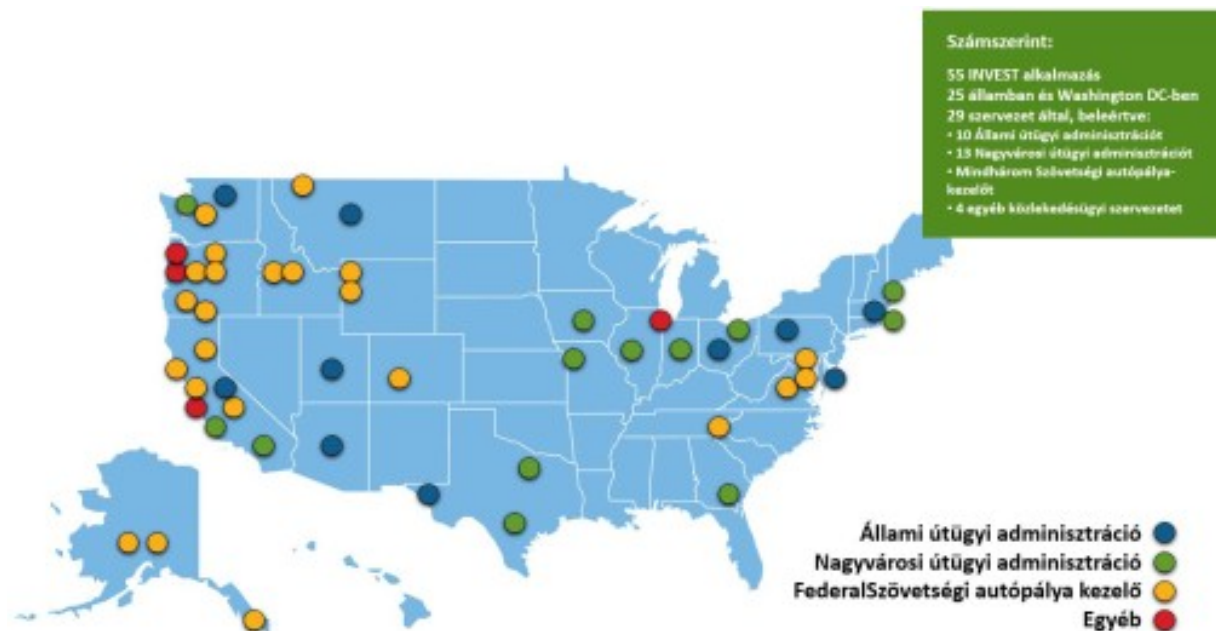 Számszerint:
55 INVEST alkalmazás
25 államban és Washington DC-ben
29 szervezet által, beleértve:
• 10 Állami útügyi adminisztrációt
• 13 Nagyvárosi útügyi adminisztrációt
• Mindhárom Szövetségi autópálya-
kezelőt
• 4 egyéb közlekedésügyi szervezetet
Állami útügyi adminisztráció
Nagyvárosi útügyi adminisztráció
FederalSzövetségi autópálya kezelő
Egyéb